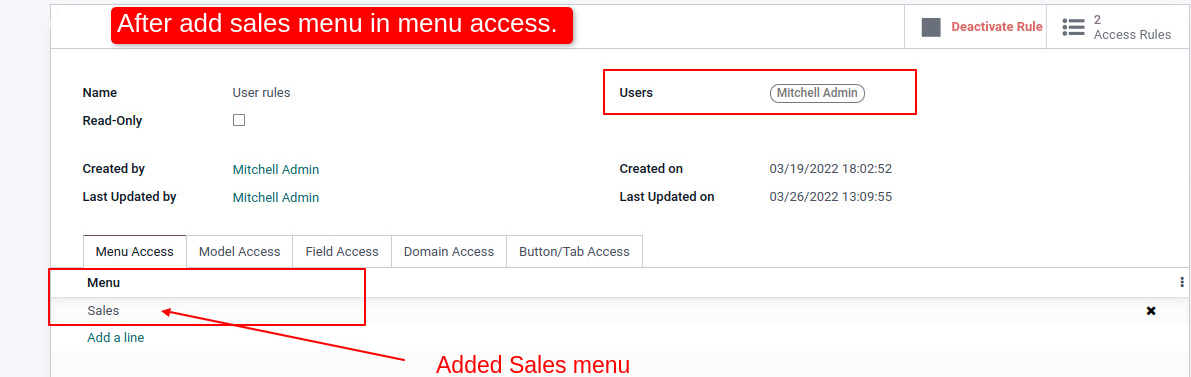 After add sales menu in menu access.
Deactivate Rule
2
Access Rules
Name
User rules
Users
Mitchell Admin
Read-Only
Created by
Mitchell Admin
Created on
03/19/2022 18:02:52
Last Updated by
Mitchell Admin
Last Updated on
03/26/2022 13:09:55
Menu Access
Model Access
Field Access
Domain Access
Button/Tab Access
Menu
Sales
Add a line
Added Sales menu